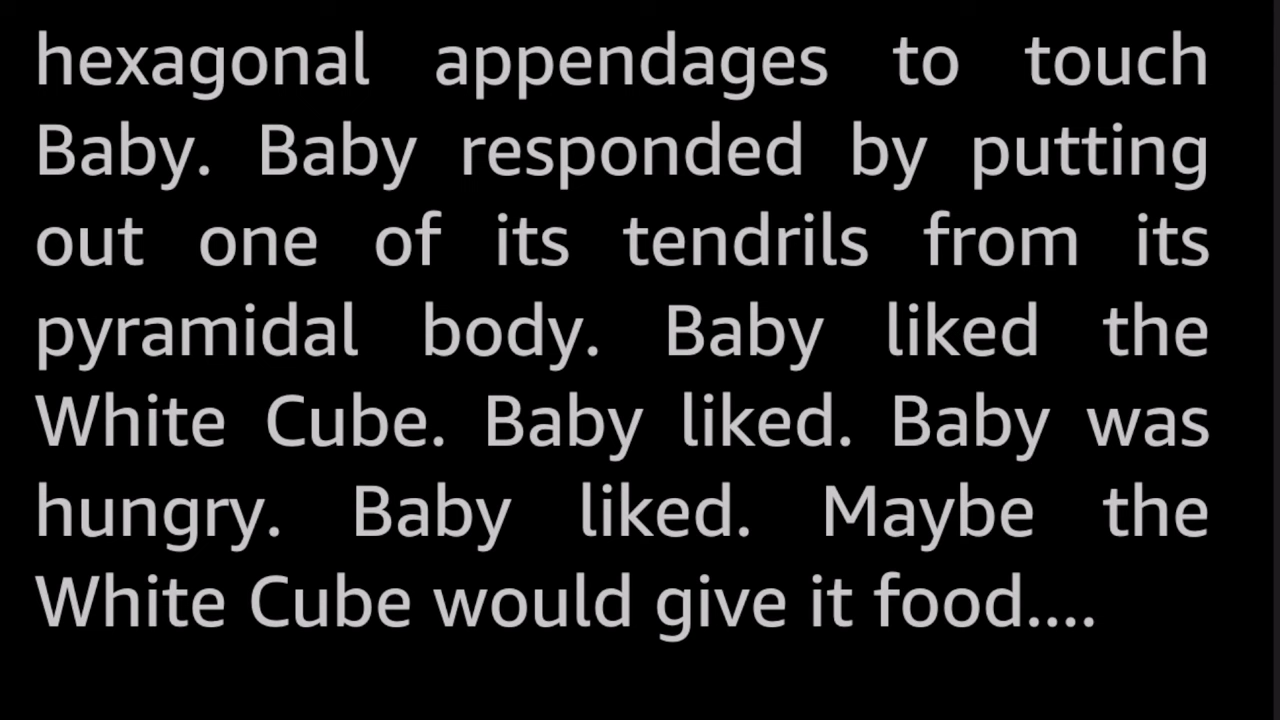 hexagonal appendages to touch
Baby. Baby responded by putting
out one of its tendrils from its
pyramidal body. Baby liked the
White Cube. Baby liked. Baby was
hungry. Baby liked. Maybe the
White Cube would give it food....